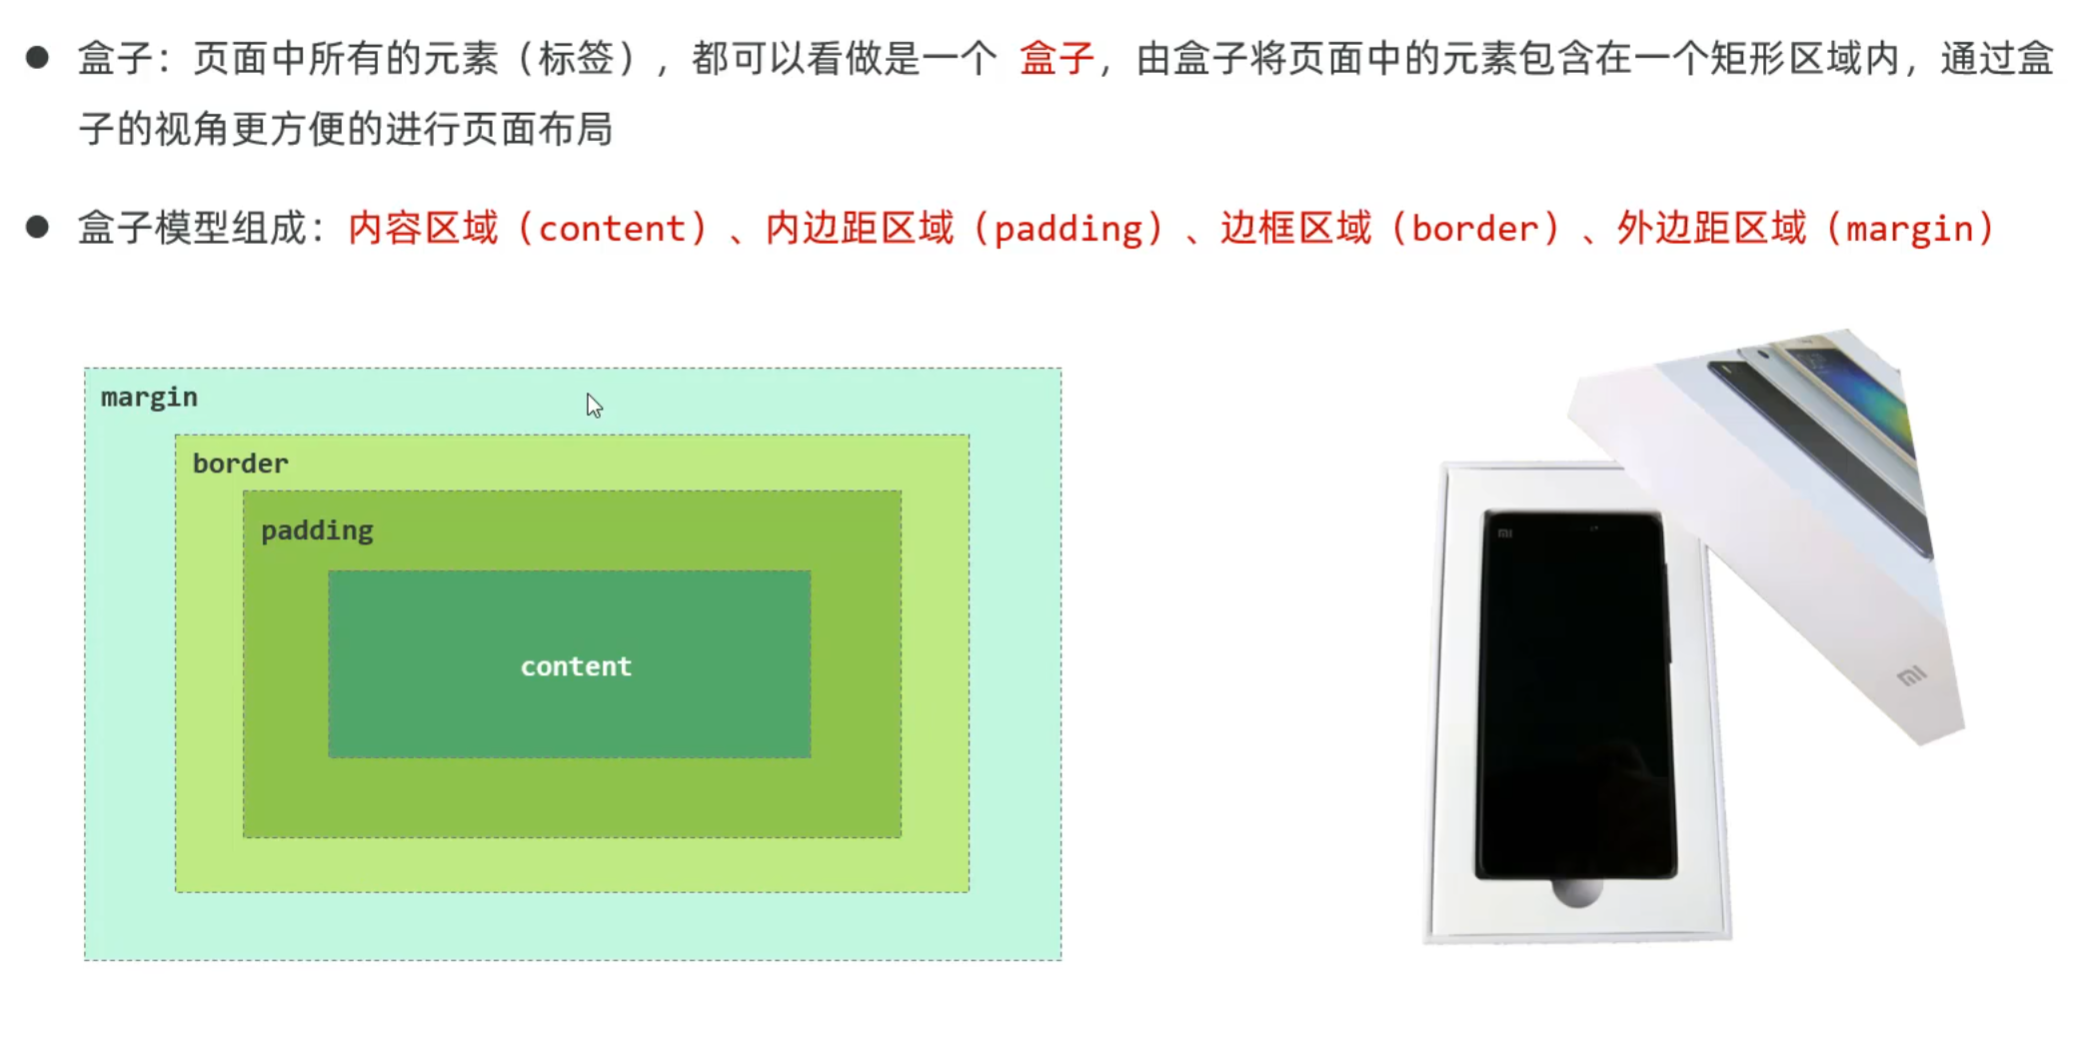 ● 盒子：页面中所有的元素（标签），都可以看做是一个 盒子，由盒子将页面中的元素包含在一个矩形区域内，通过盒
子的视角更方便的进行页面布局
● 盒子模型组成：内容区域（content）、内边距区域（padding）、边框区域（border）、外边距区域（margin）
margin
border
padding
content
mi
mi